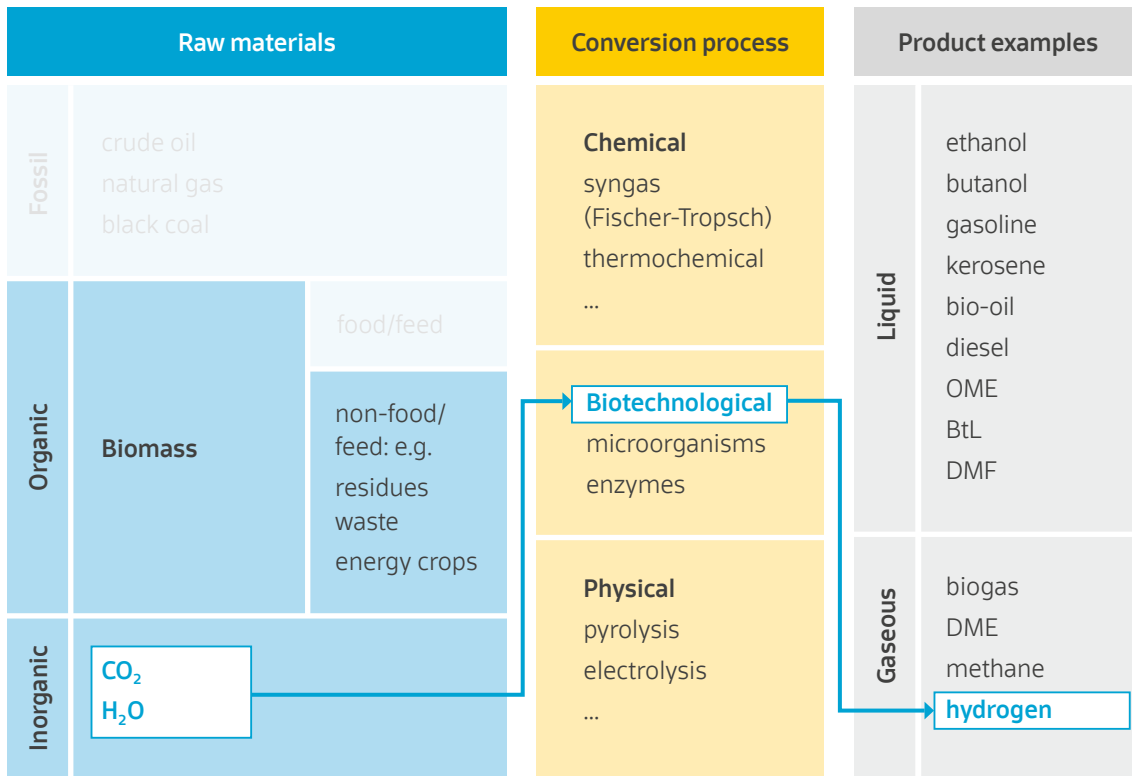 Raw materials
Conversion process
Product examples
Fossil
crude oil
natural gas
black coal
Organic
Biomass
food/feed
non-food/
feed: e.g.
residues
waste
energy crops
Inorganic
CO₂
H₂O
Chemical
syngas
(Fischer-Tropsch)
thermochemical
...
Biotechnological
microorganisms
enzymes
Physical
pyrolysis
electrolysis
...
Liquid
ethanol
butanol
gasoline
kerosene
bio-oil
diesel
OME
BtL
DMF
Gaseous
biogas
DME
methane
hydrogen